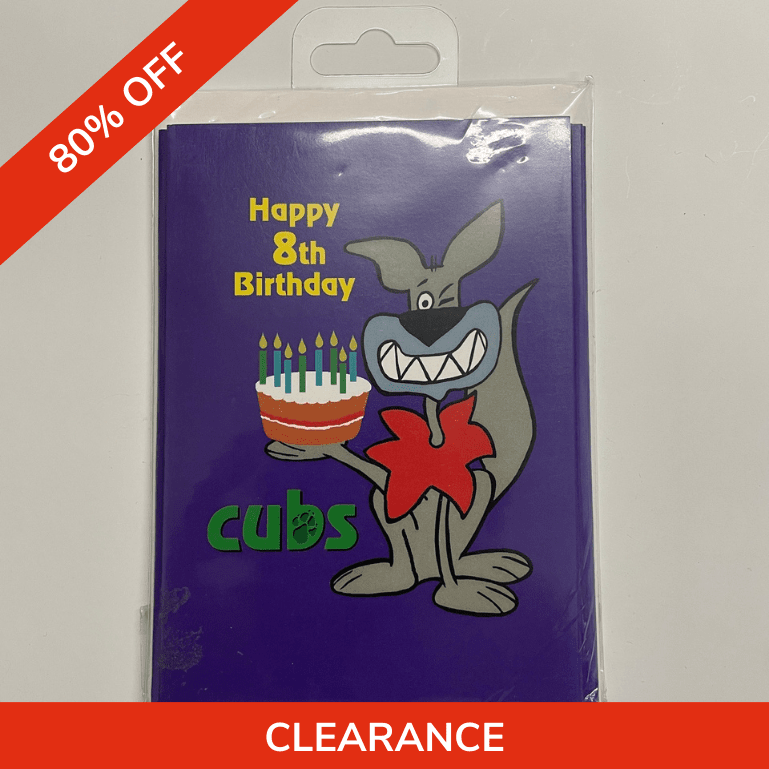 80% OFF
Happy
8th
Birthday
cubs
CLEARANCE